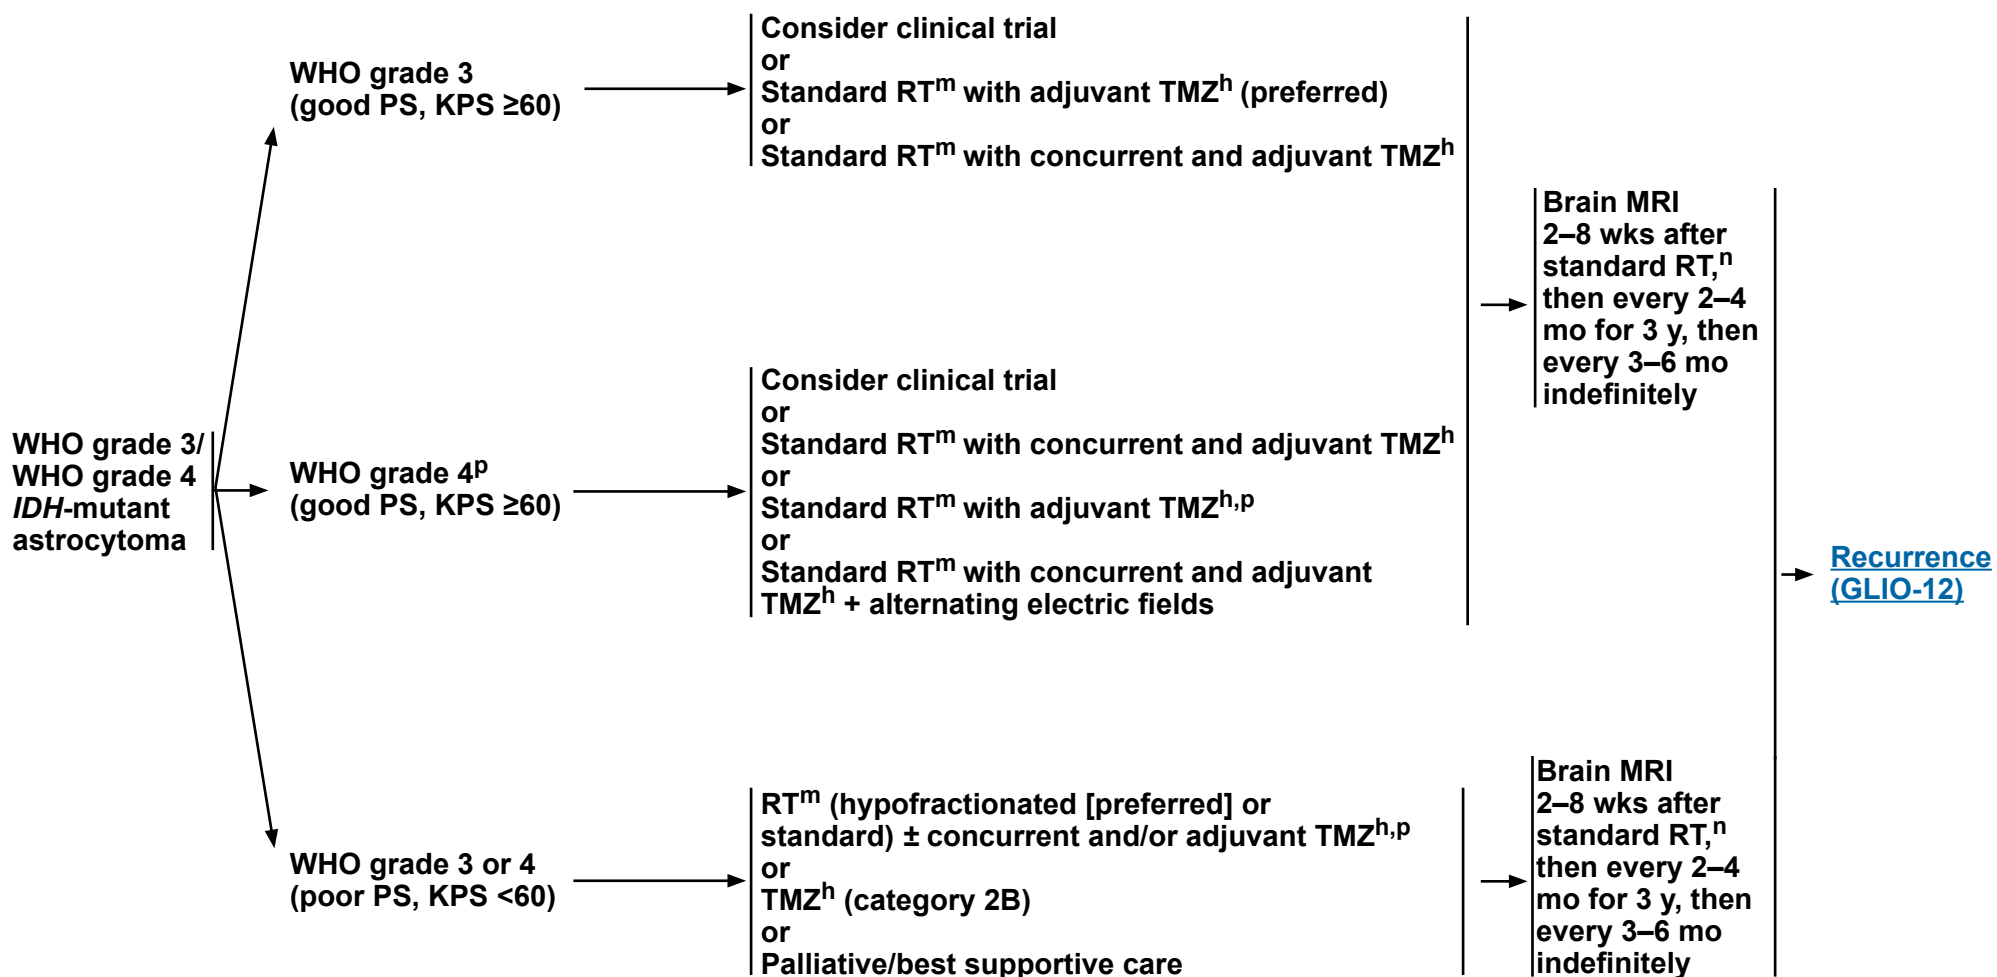 WHO grade 3/
WHO grade 4
IDH-mutant
astrocytoma
WHO grade 3
(good PS, KPS ≥60)
Consider clinical trial
or
Standard RTᵐ with adjuvant TMZʰ (preferred)
or
Standard RTᵐ with concurrent and adjuvant TMZʰ
WHO grade 4ᵖ
(good PS, KPS ≥60)
Consider clinical trial
or
Standard RTᵐ with concurrent and adjuvant TMZʰ
or
Standard RTᵐ with adjuvant TMZʰ,ᵖ
or
Standard RTᵐ with concurrent and adjuvant
TMZʰ + alternating electric fields
Brain MRI
2–8 wks after
standard RT,ⁿ
then every 2–4
mo for 3 y, then
every 3–6 mo
indefinitely
WHO grade 3 or 4
(poor PS, KPS <60)
RTᵐ (hypofractionated [preferred] or
standard) ± concurrent and/or adjuvant TMZʰ,ᵖ
or
TMZʰ (category 2B)
or
Palliative/best supportive care
Brain MRI
2–8 wks after
standard RT,ⁿ
then every 2–4
mo for 3 y, then
every 3–6 mo
indefinitely
Recurrence
(GLIO-12)